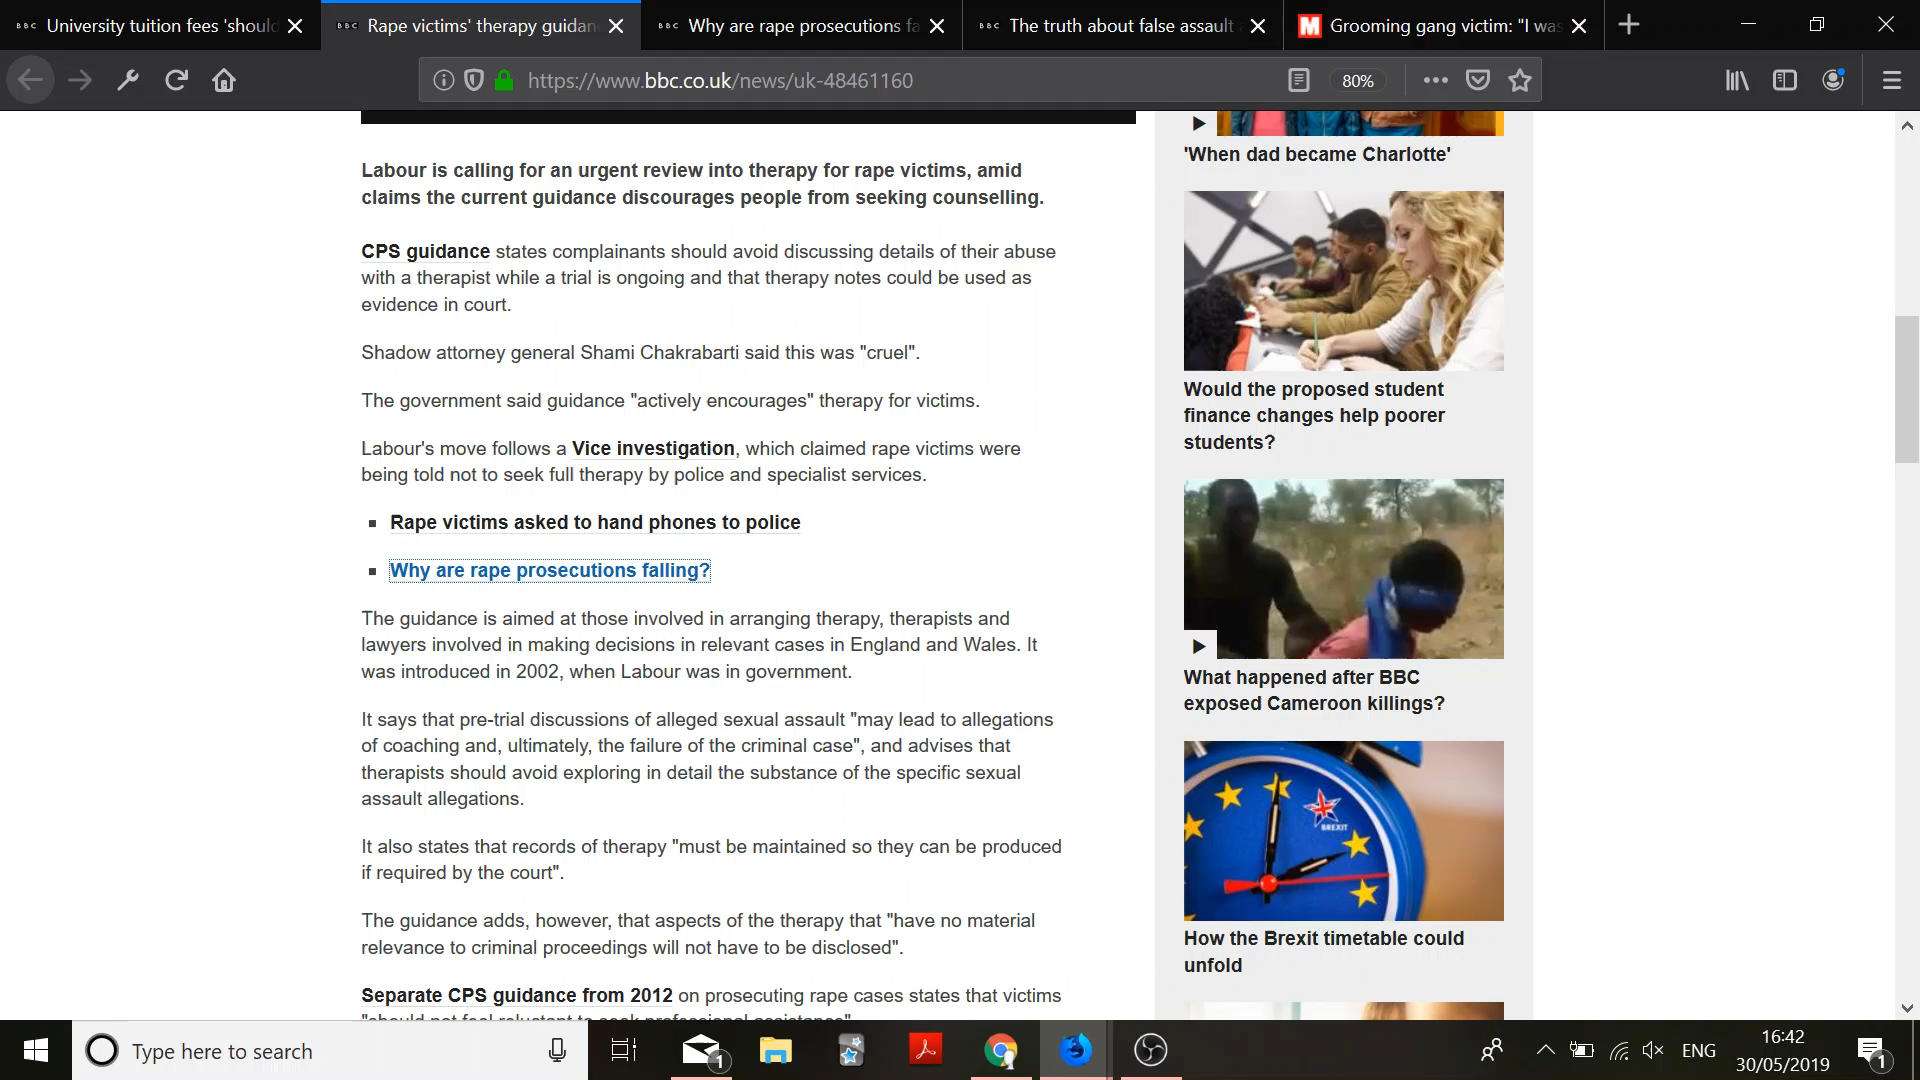 BBC University tuition fees 'should
BBC Rape victims' therapy guidan
BBC Why are rape prosecutions fa
BBC The truth about false assault a
M Grooming gang victim: "I was
https://www.bbc.co.uk/news/uk-48461160
80%
Labour is calling for an urgent review into therapy for rape victims, amid
claims the current guidance discourages people from seeking counselling.
CPS guidance states complainants should avoid discussing details of their abuse
with a therapist while a trial is ongoing and that therapy notes could be used as
evidence in court.
Shadow attorney general Shami Chakrabarti said this was "cruel".
The government said guidance "actively encourages" therapy for victims.
Labour's move follows a Vice investigation, which claimed rape victims were
being told not to seek full therapy by police and specialist services.
Rape victims asked to hand phones to police
Why are rape prosecutions falling?
The guidance is aimed at those involved in arranging therapy, therapists and
lawyers involved in making decisions in relevant cases in England and Wales. It
was introduced in 2002, when Labour was in government.
It says that pre-trial discussions of alleged sexual assault "may lead to allegations
of coaching and, ultimately, the failure of the criminal case", and advises that
therapists should avoid exploring in detail the substance of the specific sexual
assault allegations.
It also states that records of therapy "must be maintained so they can be produced
if required by the court".
The guidance adds, however, that aspects of the therapy that "have no material
relevance to criminal proceedings will not have to be disclosed".
Separate CPS guidance from 2012 on prosecuting rape cases states that victims
"should not feel reluctant to seek professional assistance"
'When dad became Charlotte'
Would the proposed student
finance changes help poorer
students?
What happened after BBC
exposed Cameroon killings?
BREXIT
How the Brexit timetable could
unfold
Type here to search
1
ENG
16:42
30/05/2019
1